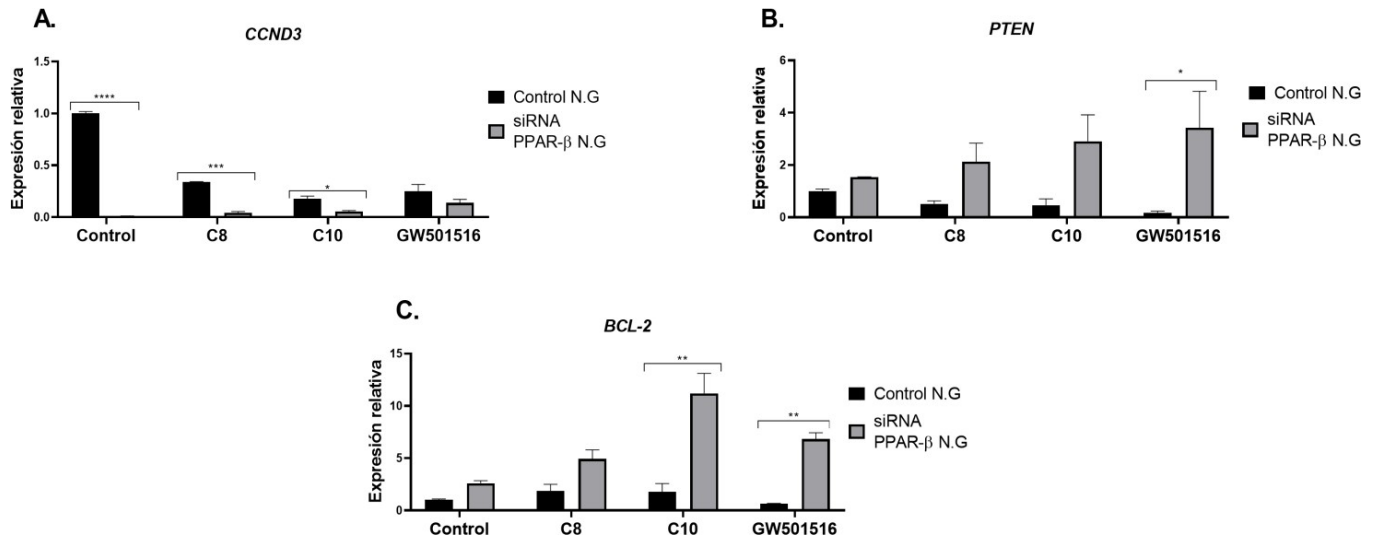 A.
CCND3
Expresión relativa
1.5
1.0
0.5
0.0
****
***
*
Control
C8
C10
GW501516
Control N.G
siRNA
PPAR-β N.G
B.
PTEN
Expresión relativa
6
4
2
0
*
Control
C8
C10
GW501516
Control N.G
siRNA
PPAR-β N.G
C.
BCL-2
Expresión relativa
15
10
5
0
**
**
Control
C8
C10
GW501516
Control N.G
siRNA
PPAR-β N.G